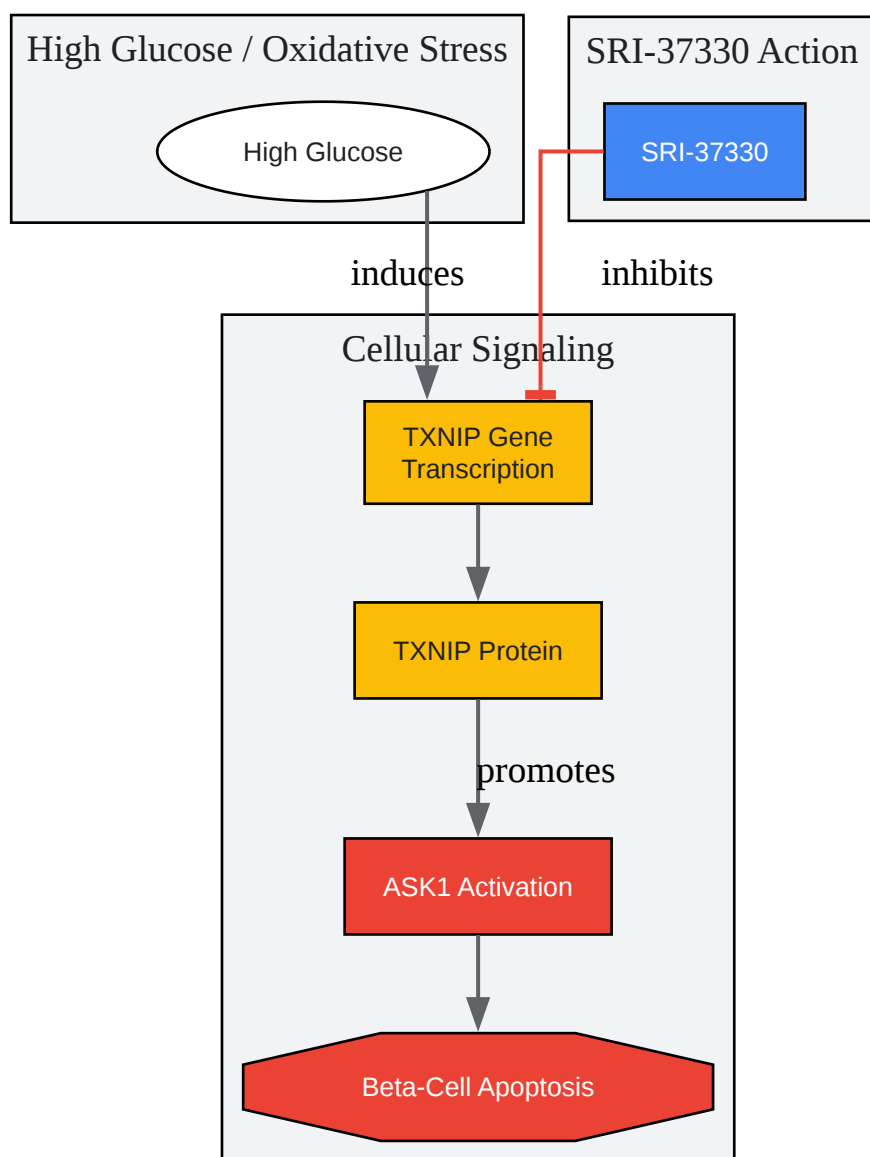 High Glucose / Oxidative Stress
SRI-37330 Action
High Glucose
SRI-37330
induces
inhibits
Cellular Signaling
TXNIP Gene
Transcription
TXNIP Protein
promotes
ASK1 Activation
Beta-Cell Apoptosis